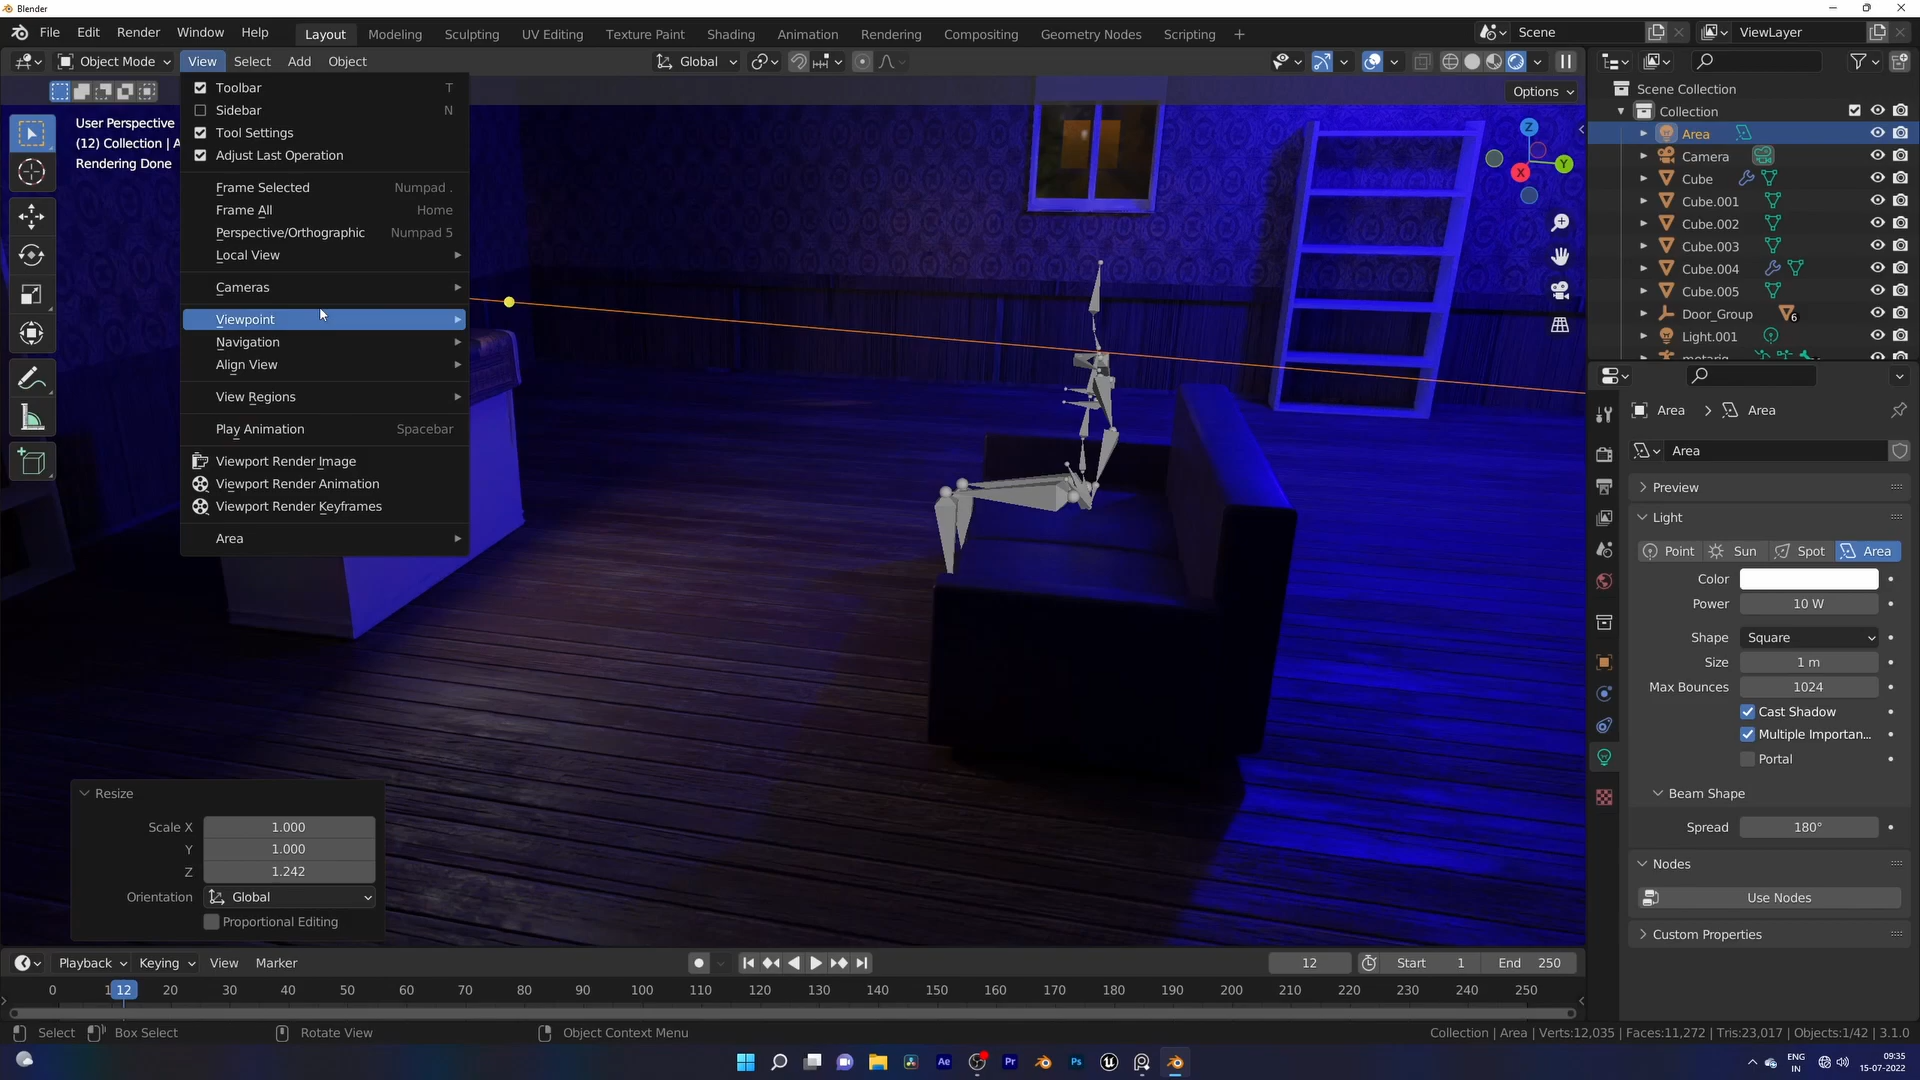 Blender
File Edit Render Window Help Layout Modeling Sculpting UV Editing Texture Paint Shading Animation Rendering Compositing Geometry Nodes Scripting + Scene ViewLayer
Object Mode View Select Add Object Global
Options
User Perspective
(12) Collection | A
Rendering Done
Toolbar T
Sidebar N
Tool Settings
Adjust Last Operation
Frame Selected Numpad .
Frame All Home
Perspective/Orthographic Numpad 5
Local View
Cameras
Viewpoint
Navigation
Align View
View Regions
Play Animation Spacebar
Viewport Render Image
Viewport Render Animation
Viewport Render Keyframes
Area
Z
Y
X
Scene Collection
Collection
Area
Camera
Cube
Cube.001
Cube.002
Cube.003
Cube.004
Cube.005
Door_Group 6
Light.001
metarig
Area > Area
Area
Preview
Light
Point Sun Spot Area
Color
Power 10 W
Shape Square
Size 1 m
Max Bounces 1024
Cast Shadow
Multiple Importan...
Portal
Beam Shape
Spread 180°
Nodes
Use Nodes
Custom Properties
Resize
Scale X 1.000
Y 1.000
Z 1.242
Orientation Global
Proportional Editing
Playback Keying View Marker 12 Start 1 End 250
0 1 12 20 30 40 50 60 70 80 90 100 110 120 130 140 150 160 170 180 190 200 210 220 230 240 250
Select Box Select Rotate View Object Context Menu Collection | Area | Verts:12,035 | Faces:11,272 | Tris:23,017 | Objects:1/42 | 3.1.0
Ae Pr Ps
ENG
IN
09:35
15-07-2022